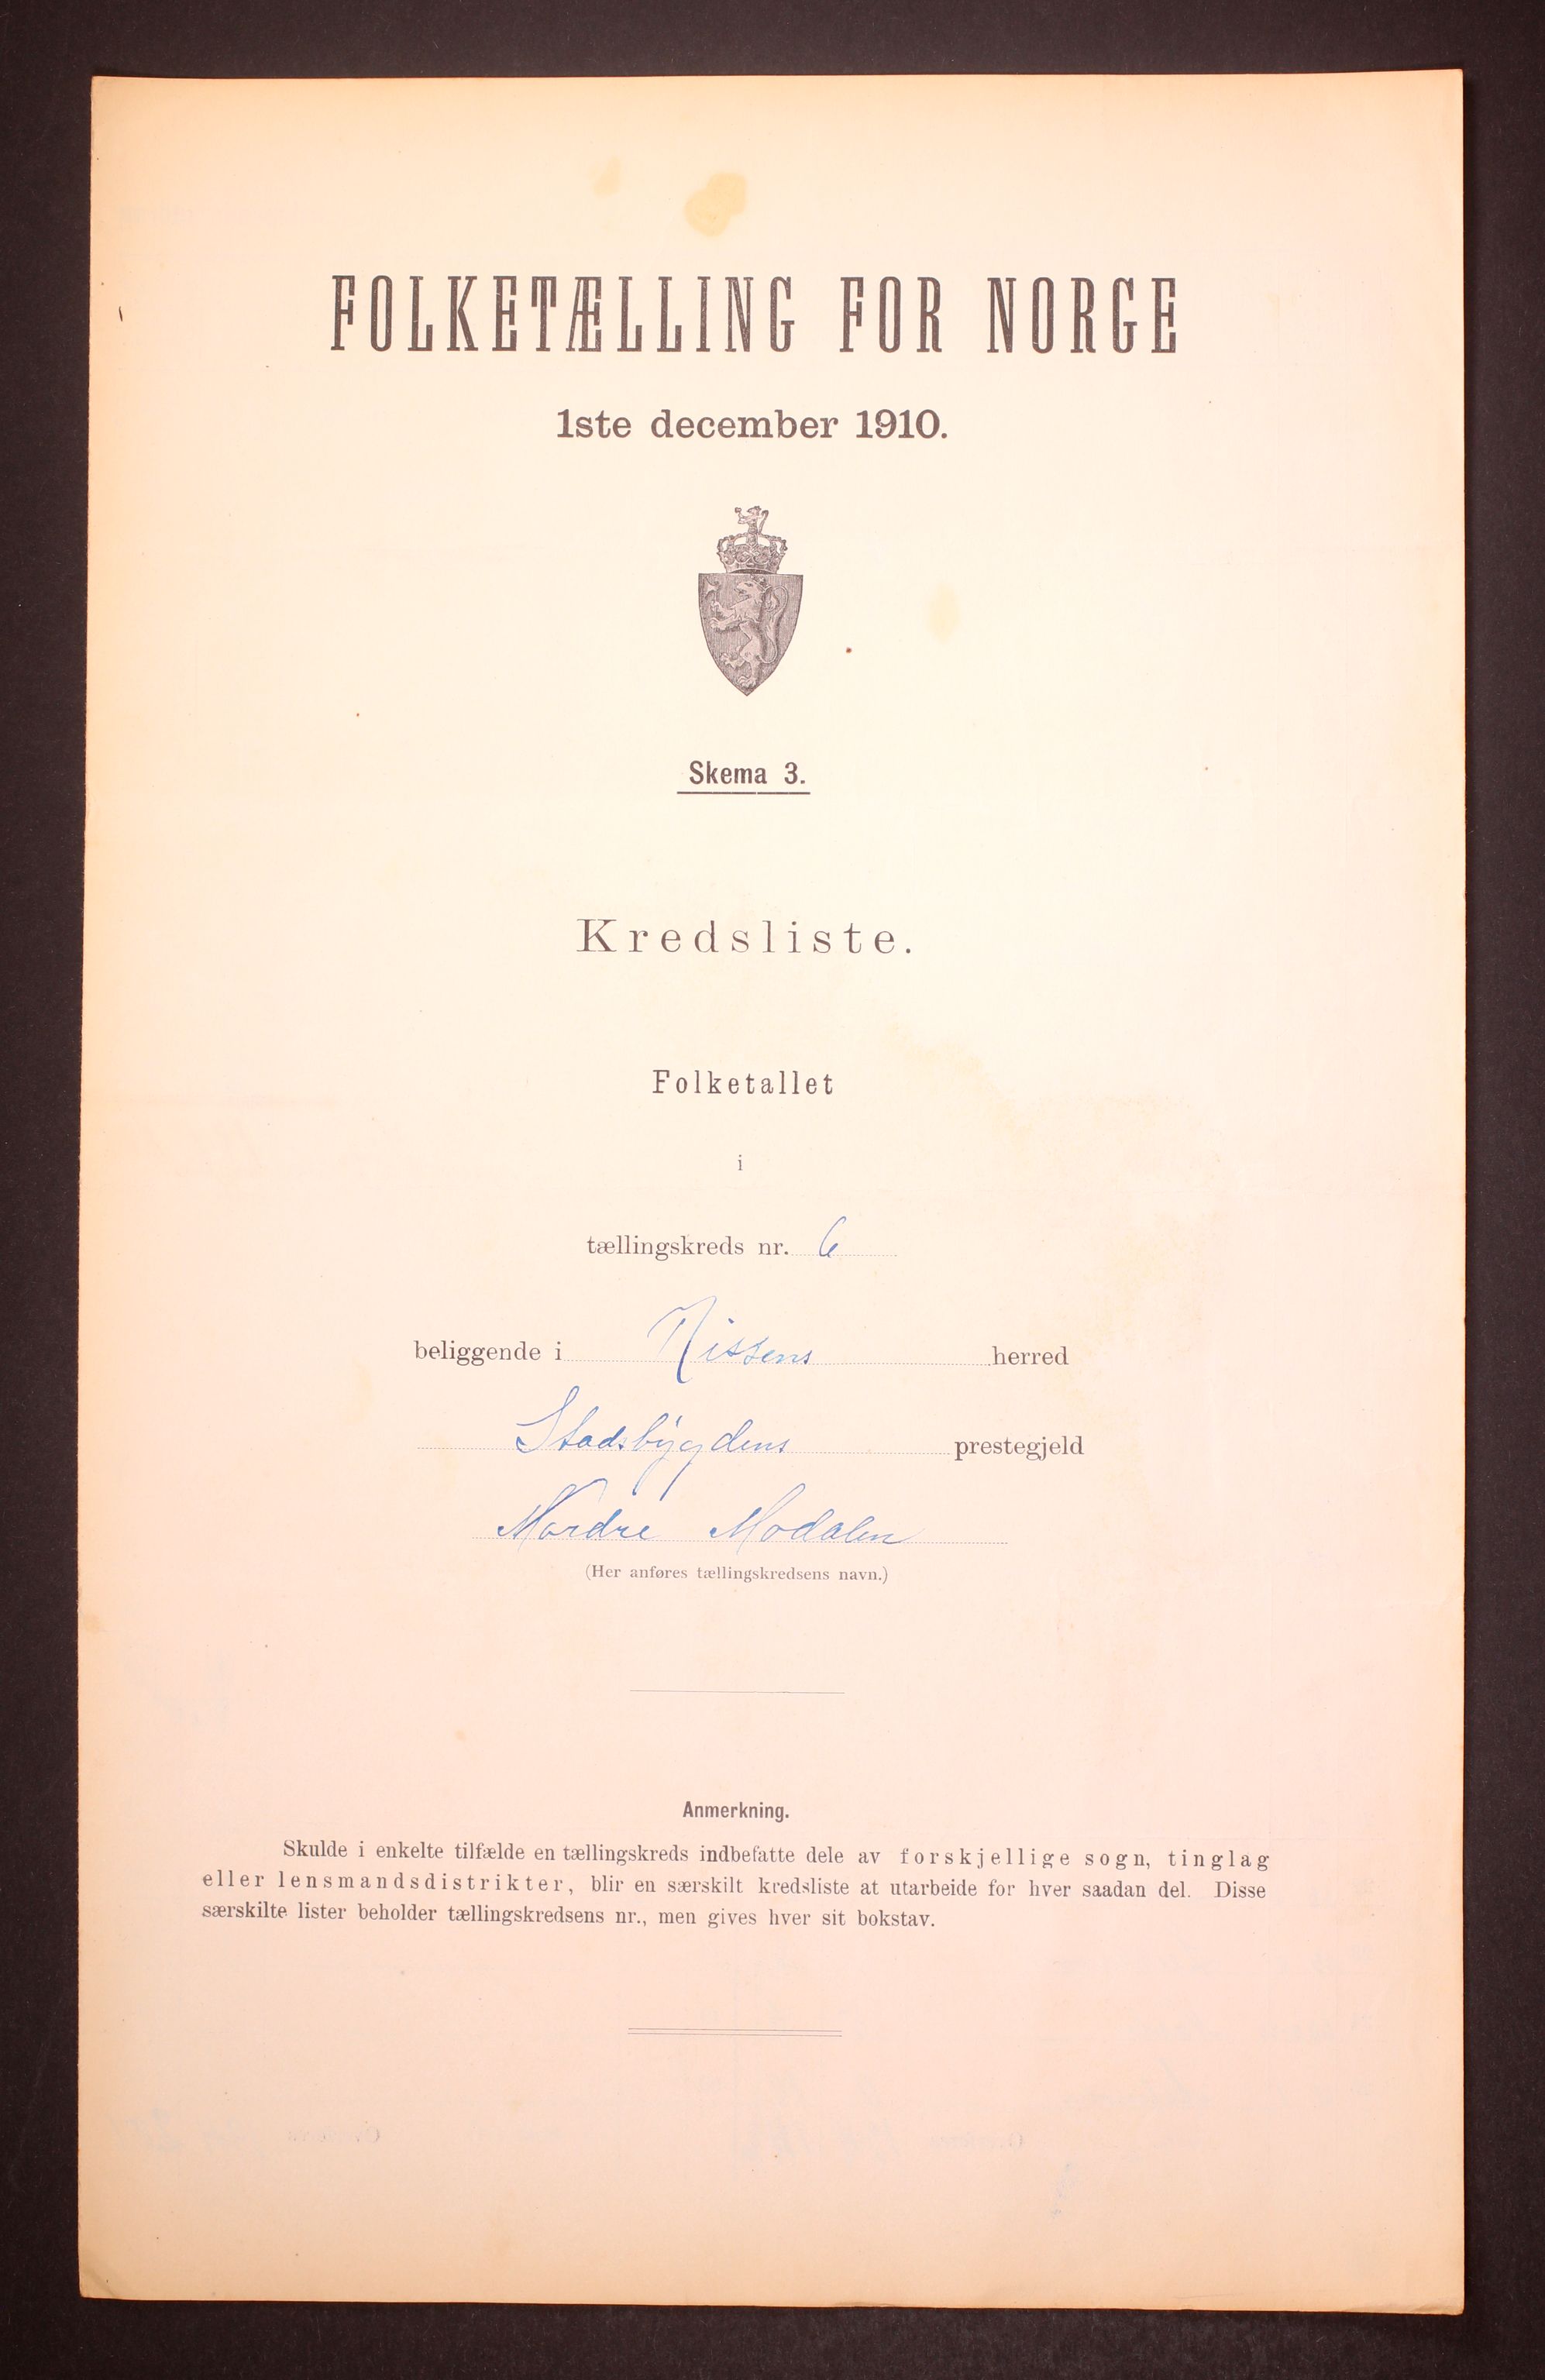 FOLKETÆLLING FOR NORGE
1ste december 1910.
Skema 3.
Kredsliste.
Folketallet
i
tællingskreds nr. 6
beliggende i Rissens herred
Stadsbygdens prestegjeld
Nordre Modalen
(Her anføres tællingskredsens navn.)
Anmerkning.
Skulde i enkelte tilfælde en tællingskreds indbefatte dele av forskjellige sogn, tinglag
eller lensmandsdistrikter, blir en særskilt kredsliste at utarbeide for hver saadan del. Disse
særskilte lister beholder tællingskredsens nr., men gives hver sit bokstav.